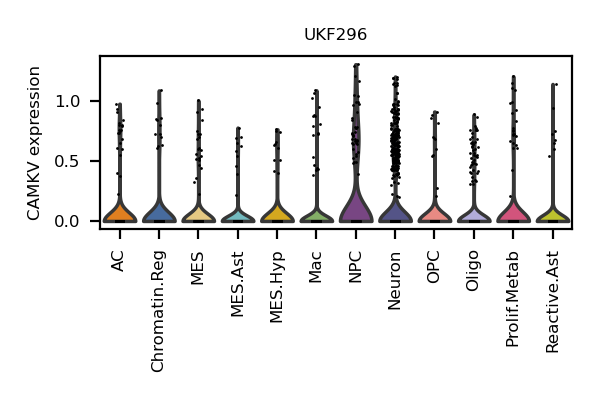 UKF296
CAMKV expression
1.0
0.5
0.0
AC
Chromatin.Reg
MES
MES.Ast
MES.Hyp
Mac
NPC
Neuron
OPC
Oligo
Prolif.Metab
Reactive.Ast